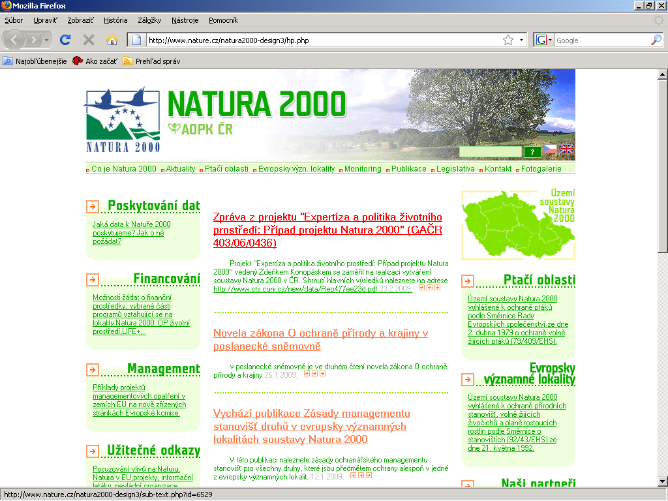 Mozilla Firefox
Súbor Upraviť Zobraziť História Záložky Nástroje Pomocník
http://www.nature.cz/natura2000-design3/hp.php
Google
Najobľúbenejšie Ako začať Prehľad správ
NATURA 2000
NATURA 2000
AOPK ČR
?
Co je Natura 2000 Aktuality Ptačí oblasti Evropsky význ. lokality Monitoring Publikace Legislativa Kontakt Fotogalerie
Poskytování dat
Jaká data k Natuře 2000
poskytujeme? Jak o ně
požádat?
Financování
Možnosti žádat o finanční
prostředky, vybrané části
programů vztahující se na
lokality Natura 2000: OP životní
prostředí,LIFE+...
Management
Příklady projektů
managementových opatření v
zemích EU na nově zřízených
stránkách Evropské komise.
Užitečné odkazy
Posuzování vlivů na Naturu,
Natura v EU,projekty, informační
Zpráva z projektu "Expertíza a politika životního
prostředí: Případ projektu Natura 2000" (GAČR
403/06/0436)
Projekt "Expertíza a politika životního prostředí: Případ projektu Natura
2000" vedený Zdeňkem Konopáskem se zaměřil na realizaci vytváření
soustavy Natura 2000 v ČR. Shrnutí hlavních výsledků naleznete na adrese
http://www.cts.cuni.cz/new/data/Rep477ee23d.pdf 23.2.2009.
Novela zákona O ochraně přírody a krajiny v
poslanecké sněmovně
v poslanecké sněmovně je ve druhém čtení novela zákona O ochraně
přírody a krajiny 26.1.2009.
Vychází publikace Zásady managementu
stanovišť druhů v evropsky významných
lokalitách soustavy Natura 2000
V této publikaci naleznete zásady ochranářského managementu
stanovišť pro všechny druhy, které jsou předmětem ochrany alespoň v jedné
z evropsky významných lokalit. 12.1.2009.
Území
soustavy
Natura
2000
Ptačí oblasti
Území soustavy Natura 2000
vyhlášené k ochraně ptáků
podle Směrnice Rady
Evropských společenství ze dne
2. dubna 1979 o ochraně volně
žijících ptáků (79/409/EHS).
Evropsky
významné lokality
Území soustavy Natura 2000
vyhlášené k ochraně přírodních
stanovišť, volně žijících
živočichů a planě rostoucích
rostlin podle Směrnice o
stanovištích (92/43/EHS) ze
dne 21. května 1992.
Naši partneři
http://www.nature.cz/natura2000-design3/sub-text.php?id=6529